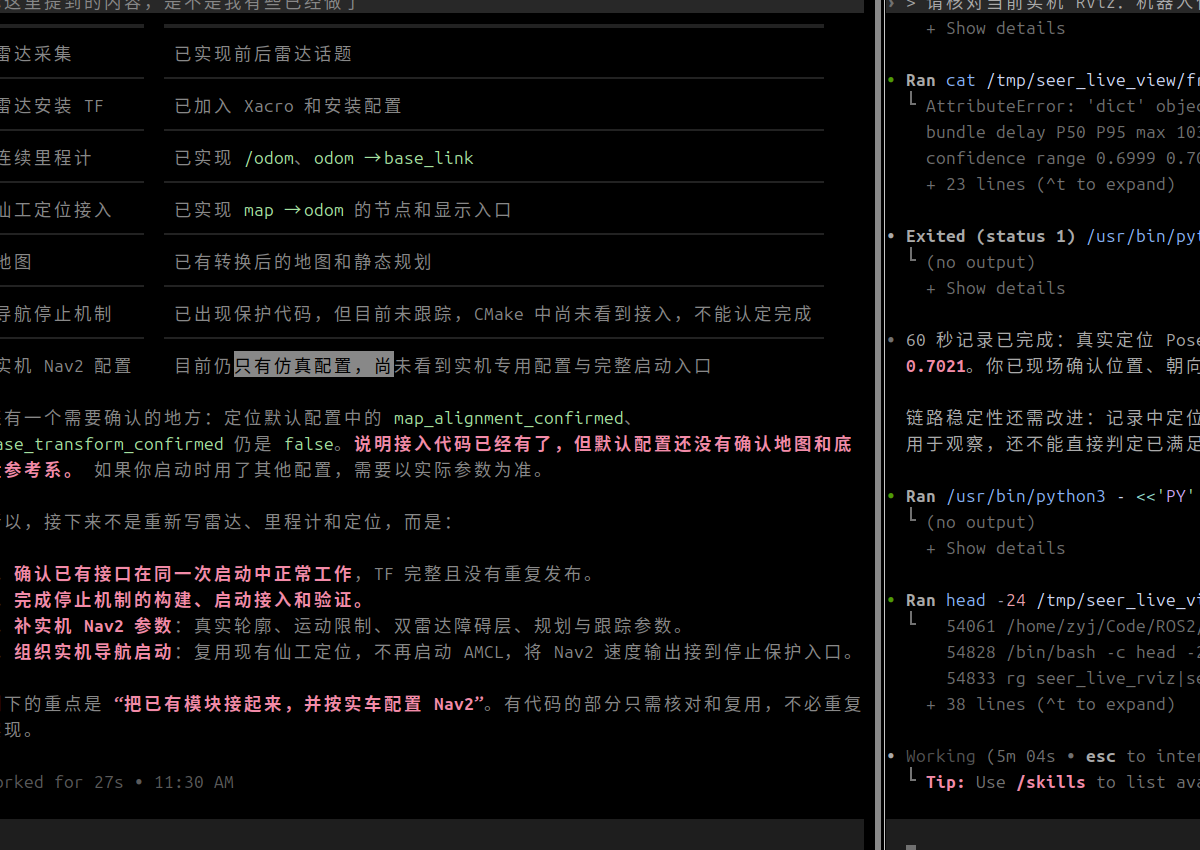 这里提到的内容，是不是我有些已经做了
雷达采集 已实现前后雷达话题
雷达安装 TF 已加入 Xacro 和安装配置
连续里程计 已实现 /odom、odom →base_link
仙工定位接入 已实现 map →odom 的节点和显示入口
地图 已有转换后的地图和静态规划
导航停止机制 已出现保护代码，但目前未跟踪，CMake 中尚未看到接入，不能认定完成
实机 Nav2 配置 目前仍只有仿真配置，尚未看到实机专用配置与完整启动入口
有一个需要确认的地方：定位默认配置中的 map_alignment_confirmed、
ase_transform_confirmed 仍是 false。说明接入代码已经有了，但默认配置还没有确认地图和底
参考系。 如果你启动时用了其他配置，需要以实际参数为准。
以，接下来不是重新写雷达、里程计和定位，而是：
确认已有接口在同一次启动中正常工作，TF 完整且没有重复发布。
完成停止机制的构建、启动接入和验证。
补实机 Nav2 参数：真实轮廓、运动限制、双雷达障碍层、规划与跟踪参数。
组织实机导航启动：复用现有仙工定位，不再启动 AMCL，将 Nav2 速度输出接到停止保护入口。
下的重点是 “把已有模块接起来，并按实车配置 Nav2”。有代码的部分只需核对和复用，不必重复
现。
orked for 27s • 11:30 AM
› > 请核对当前实机 RViz：机器人
+ Show details
• Ran cat /tmp/seer_live_view/fr
└ AttributeError: 'dict' objec
bundle delay P50 P95 max 103
confidence range 0.6999 0.70
+ 23 lines (^t to expand)
• Exited (status 1) /usr/bin/pyt
└ (no output)
+ Show details
• 60 秒记录已完成：真实定位 Pose
0.7021。你已现场确认位置、朝向
链路稳定性还需改进：记录中定位
用于观察，还不能直接判定已满足
• Ran /usr/bin/python3 - <<'PY'
└ (no output)
+ Show details
• Ran head -24 /tmp/seer_live_vi
└ 54061 /home/zyj/Code/ROS2/
54828 /bin/bash -c head -2
54833 rg seer_live_rviz|se
+ 38 lines (^t to expand)
• Working (5m 04s • esc to inter
└ Tip: Use /skills to list ava